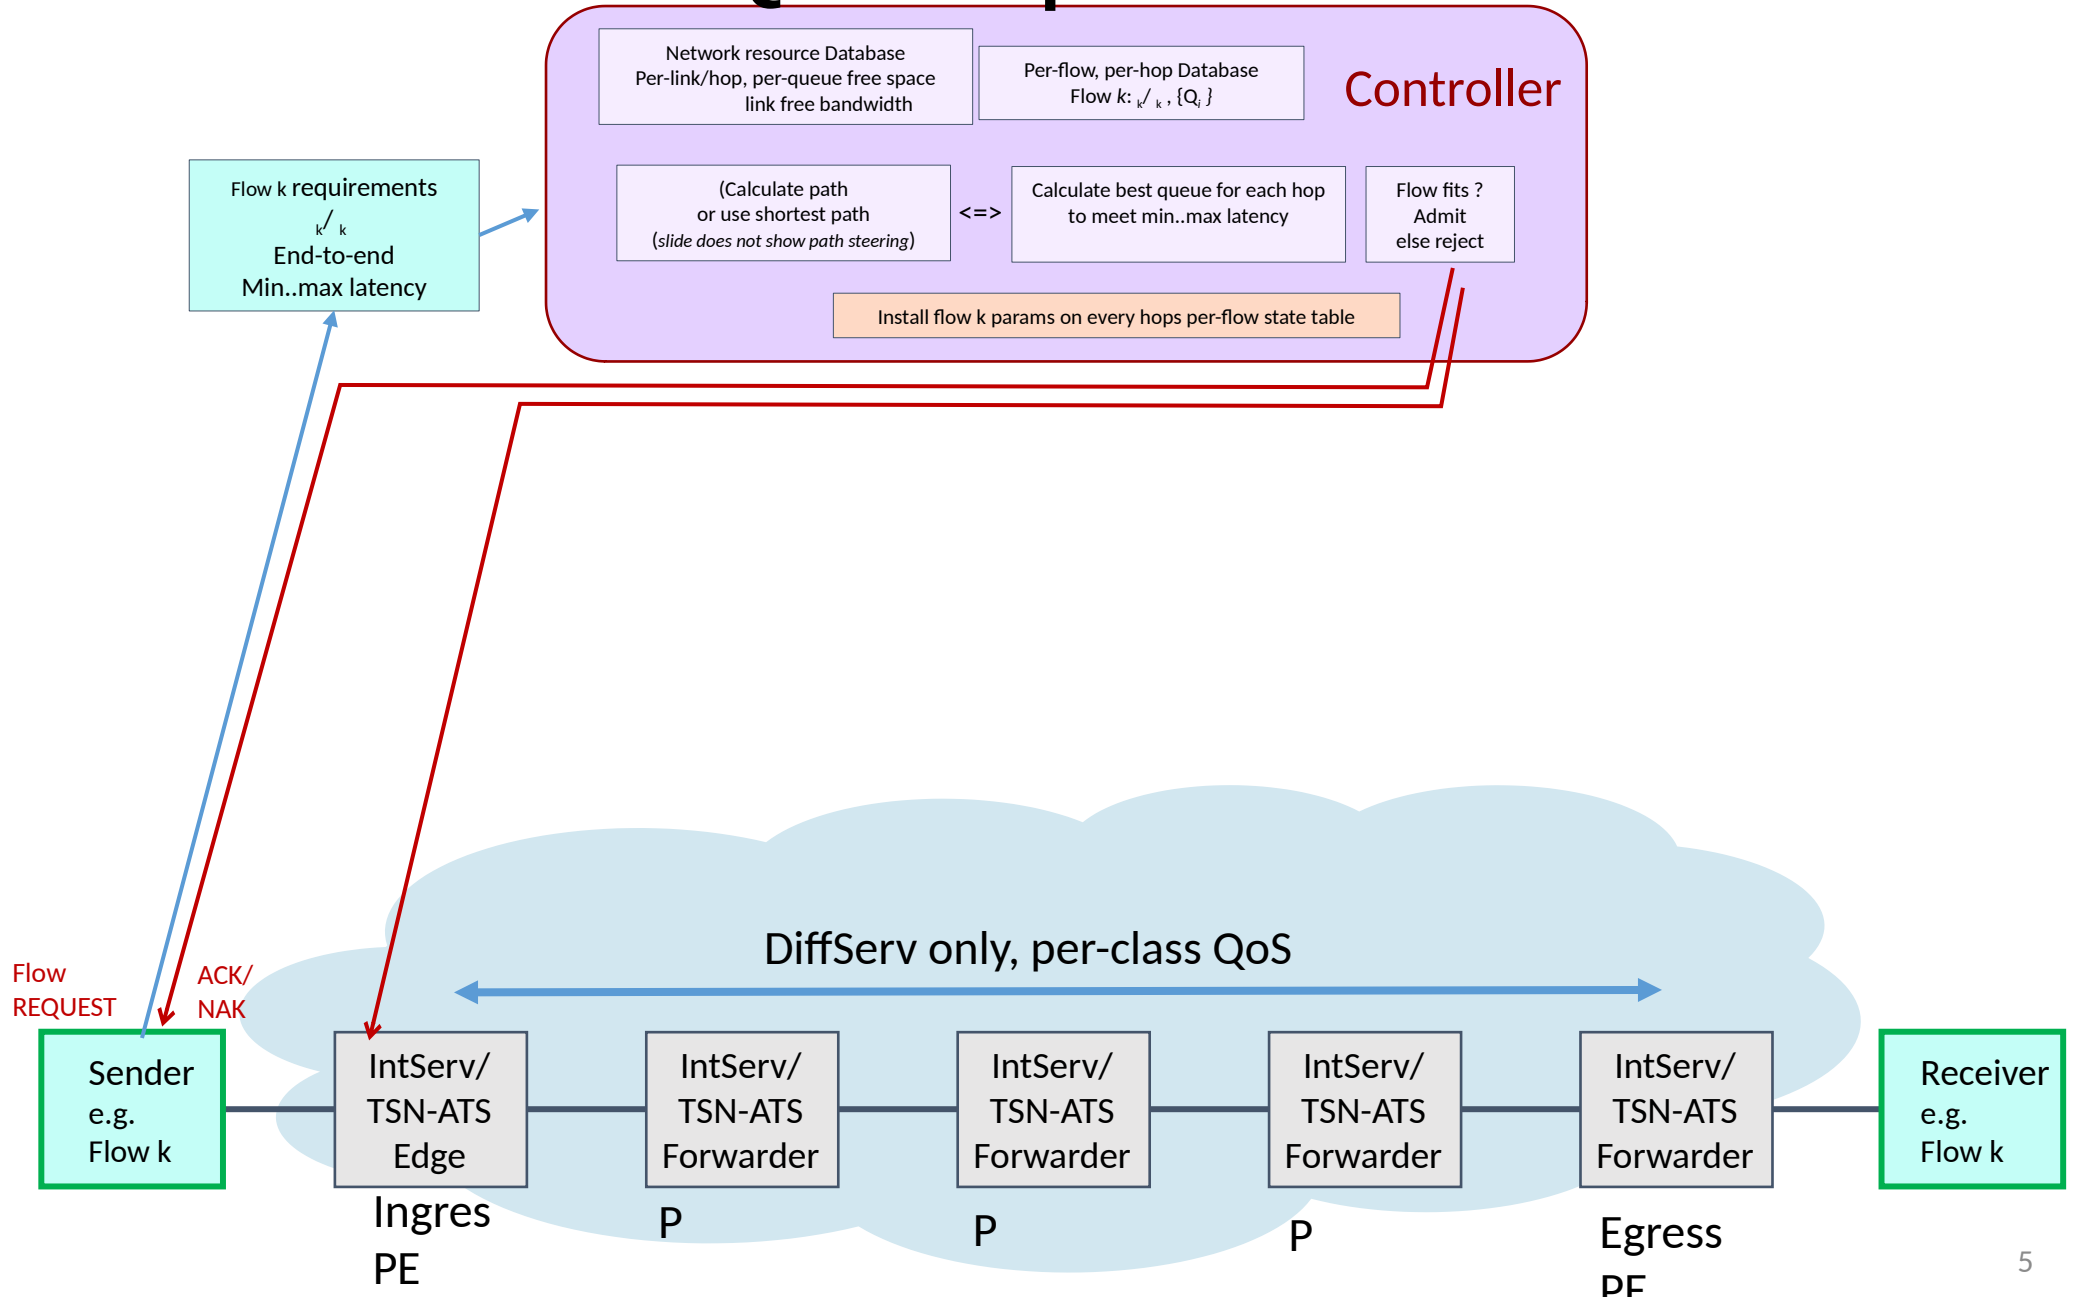 Network resource Database
Per-link/hop, per-queue free space
link free bandwidth
Per-flow, per-hop Database
Flow k: k/ k , {Qi }
Controller
Flow k requirements
k/ k
End-to-end
Min..max latency
(Calculate path
or use shortest path
(slide does not show path steering)
<=>
Calculate best queue for each hop
to meet min..max latency
Flow fits ?
Admit
else reject
Install flow k params on every hops per-flow state table
DiffServ only, per-class QoS
Flow
REQUEST
ACK/
NAK
Sender
e.g.
Flow k
IntServ/
TSN-ATS
Edge
IntServ/
TSN-ATS
Forwarder
IntServ/
TSN-ATS
Forwarder
IntServ/
TSN-ATS
Forwarder
IntServ/
TSN-ATS
Forwarder
Receiver
e.g.
Flow k
Ingres
PE
P
P
P
Egress
PE
5